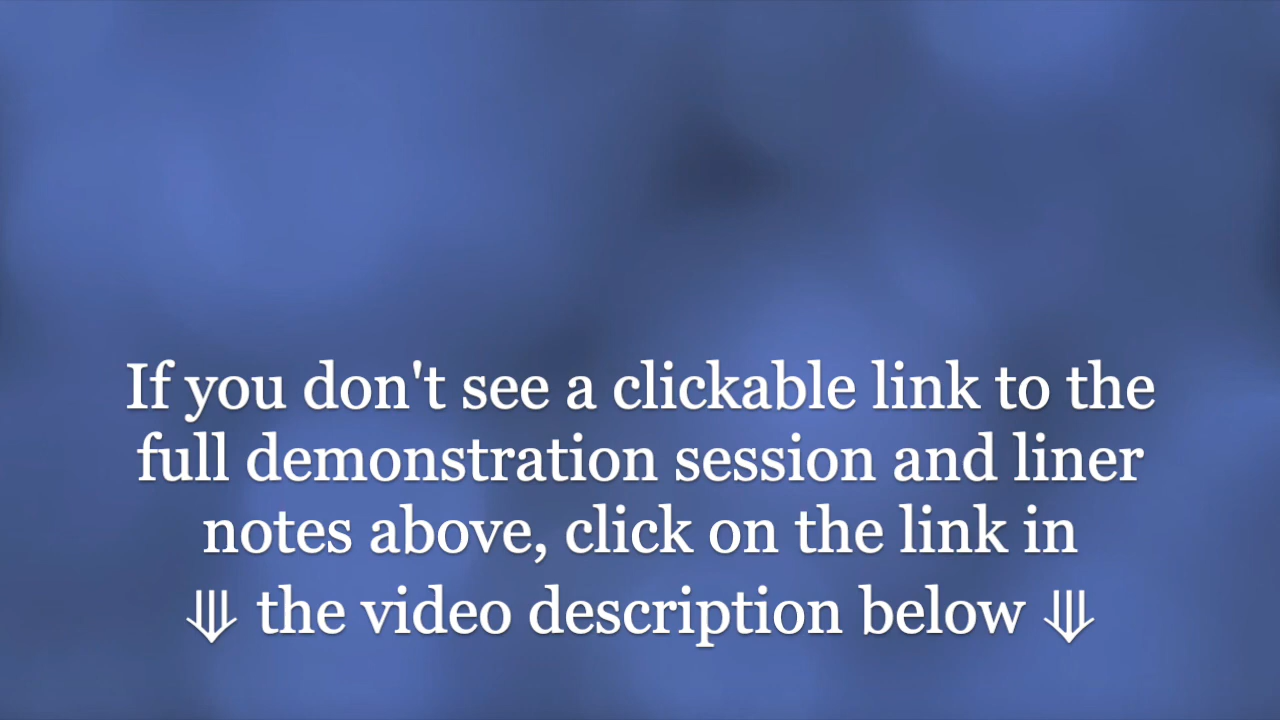 If you don't see a clickable link to the
full demonstration session and liner
notes above, click on the link in
⤋ the video description below ⤋